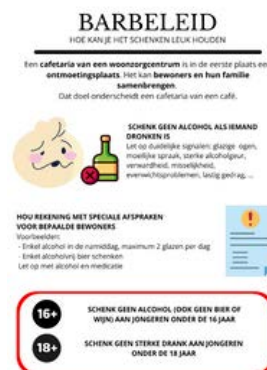 BARBELEID
HOE KAN JE HET SCHENKEN LEUK HOUDEN
Een cafetaria van een woonzorgcentrum is in de eerste plaats een
ontmoetingsplaats. Het kan bewoners en hun familie
samenbrengen.
Dat doel onderscheidt een cafetaria van een café.
SCHENK GEEN ALCOHOL ALS IEMAND
DRONKEN IS
Let op duidelijke signalen: glazige ogen,
moeilijke spraak, sterke alcoholgeur,
verwardheid, misselijkheid,
evenwichtsproblemen, lastig gedrag, ...
HOU REKENING MET SPECIALE AFSPRAKEN
VOOR BEPAALDE BEWONERS
Voorbeelden:
- Enkel alcohol in de namiddag, maximum 2 glazen per dag
- Enkel alcoholvrij bier schenken
Let op met alcohol en medicatie
16+
SCHENK GEEN ALCOHOL (OOK GEEN BIER OF
WIJN) AAN JONGEREN ONDER DE 16 JAAR
18+
SCHENK GEEN STERKE DRANK AAN JONGEREN
ONDER DE 18 JAAR